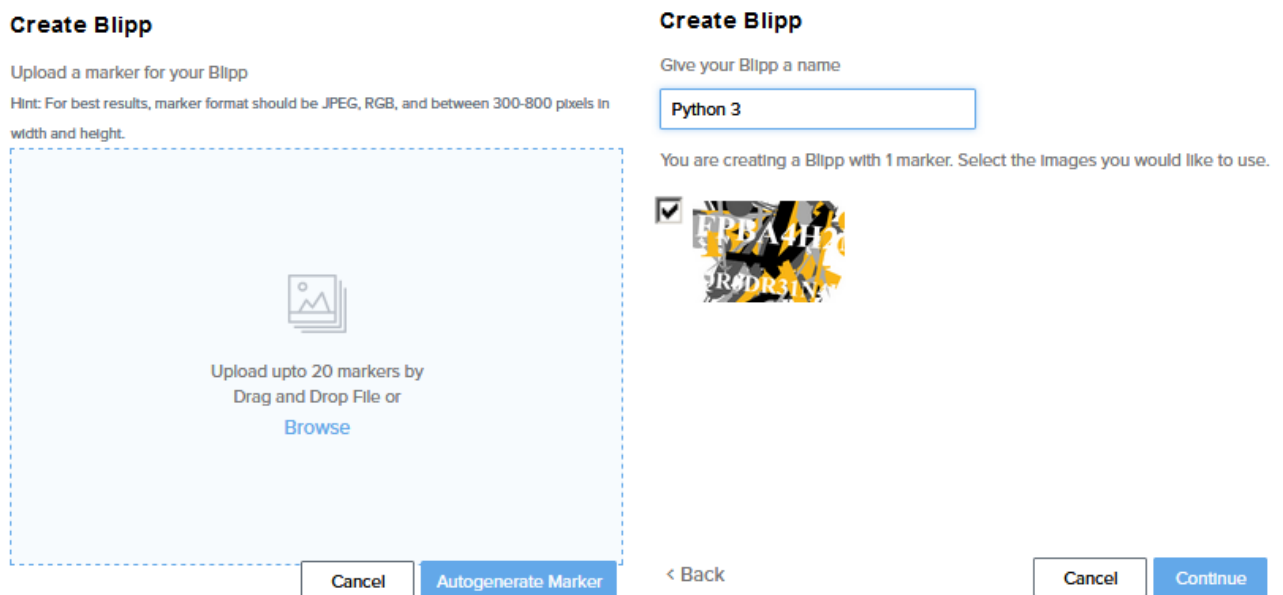 Create Blipp
Upload a marker for your Blipp
Hint: For best results, marker format should be JPEG, RGB, and between 300-800 pixels in
width and height.
Upload upto 20 markers by
Drag and Drop File or
Browse
Cancel
Autogenerate Marker
Create Blipp
Give your Blipp a name
Python 3
You are creating a Blipp with 1 marker. Select the images you would like to use.
< Back
Cancel
Continue